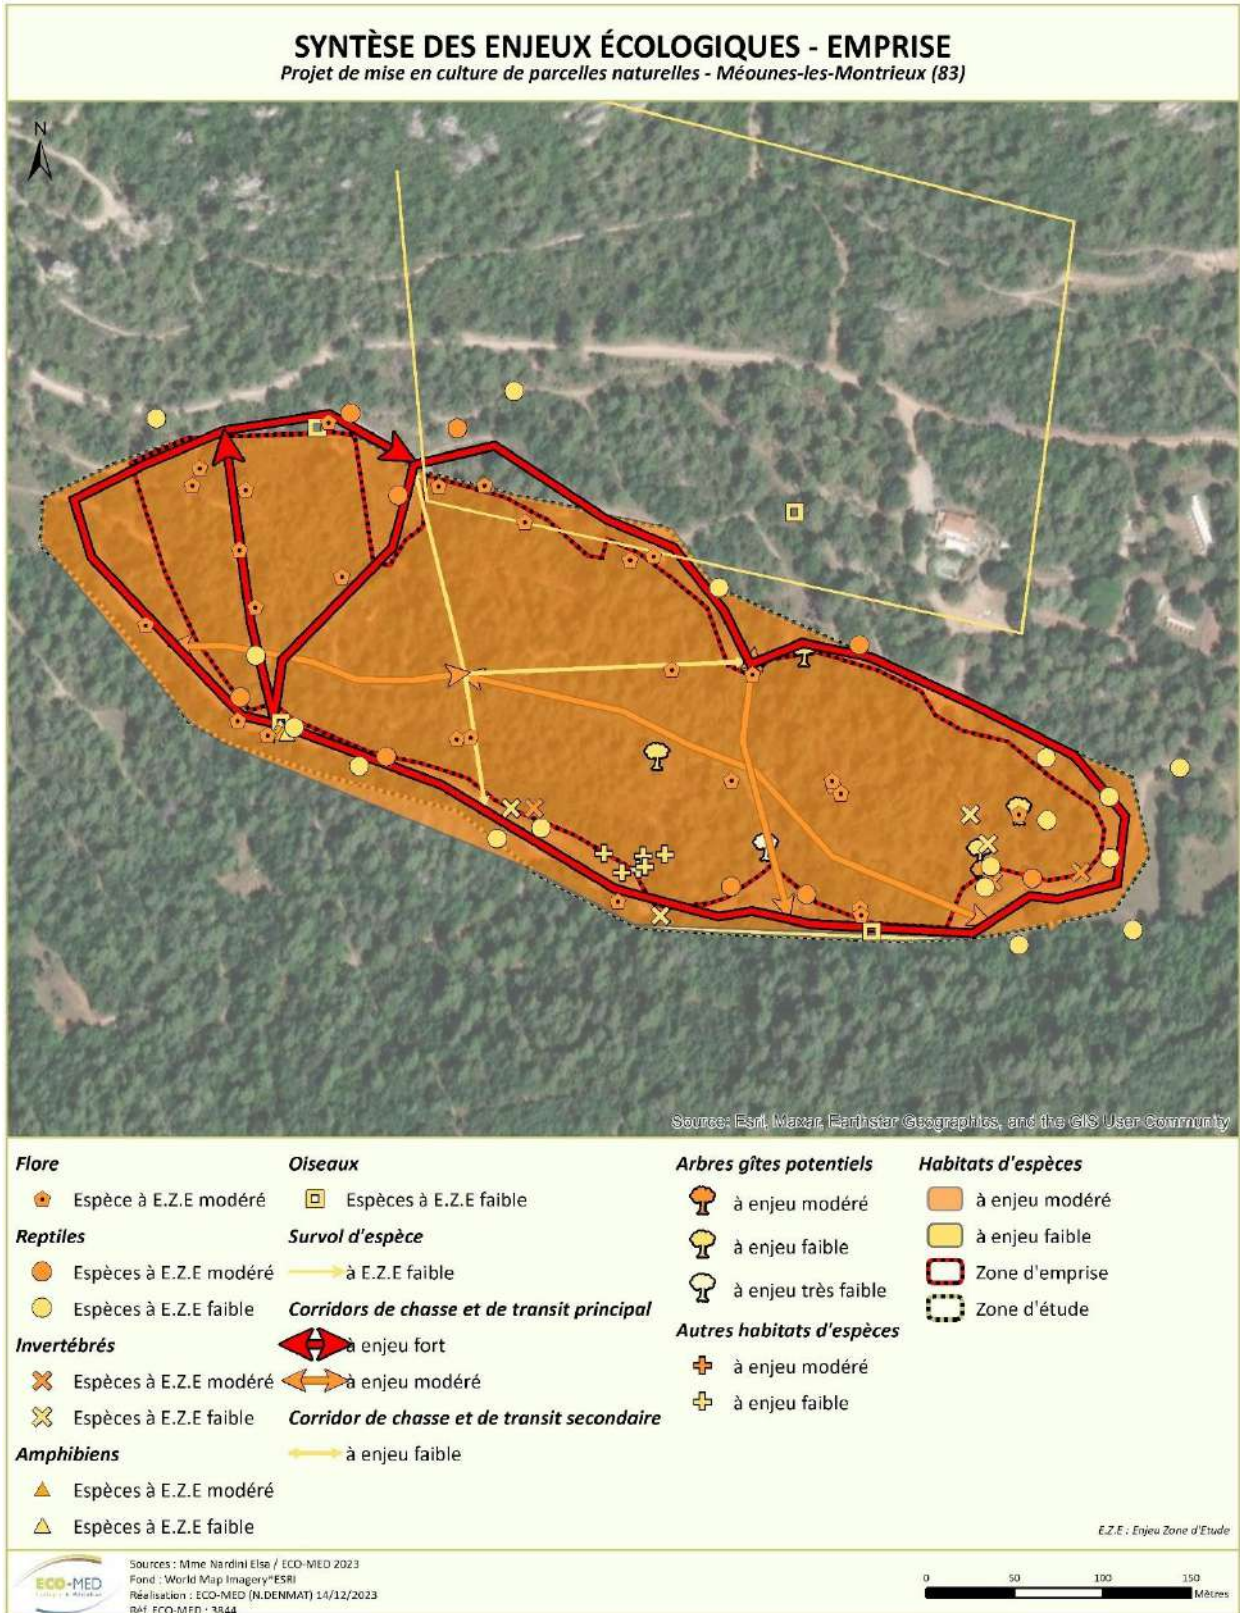 SYNTÈSE DES ENJEUX ÉCOLOGIQUES - EMPRISE
Projet de mise en culture de parcelles naturelles - Méounes-les-Montrieux (83)
N
Source: Esri, Maxar, Earthstar Geographics, and the GIS User Community
Flore
Espèce à E.Z.E modéré
Reptiles
Espèces à E.Z.E modéré
Espèces à E.Z.E faible
Invertébrés
Espèces à E.Z.E modéré
Espèces à E.Z.E faible
Amphibiens
Espèces à E.Z.E modéré
Espèces à E.Z.E faible
Oiseaux
Espèces à E.Z.E faible
Survol d'espèce
à E.Z.E faible
Corridors de chasse et de transit principal
à enjeu fort
à enjeu modéré
Corridor de chasse et de transit secondaire
à enjeu faible
Arbres gîtes potentiels
à enjeu modéré
à enjeu faible
à enjeu très faible
Autres habitats d'espèces
à enjeu modéré
à enjeu faible
Habitats d'espèces
à enjeu modéré
à enjeu faible
Zone d'emprise
Zone d'étude
E.Z.E : Enjeu Zone d'Etude
ECO-MED
Sources : Mme Nardini Elsa / ECO-MED 2023
Fond : World Map Imagery"ESRI
Réalisation : ECO-MED (N.DENMAT) 14/12/2023
Réf. ECO-MED : 3844
0 50 100 150
Mètres